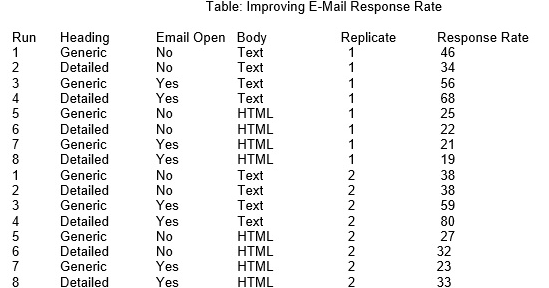 Table: Improving E-Mail Response Rate
Run Heading Email Open Body Replicate Response Rate
1 Generic No Text 1 46
2 Detailed No Text 1 34
3 Generic Yes Text 1 56
4 Detailed Yes Text 1 68
5 Generic No HTML 1 25
6 Detailed No HTML 1 22
7 Generic Yes HTML 1 21
8 Detailed Yes HTML 1 19
1 Generic No Text 2 38
2 Detailed No Text 2 38
3 Generic Yes Text 2 59
4 Detailed Yes Text 2 80
5 Generic No HTML 2 27
6 Detailed No HTML 2 32
7 Generic Yes HTML 2 23
8 Detailed Yes HTML 2 33